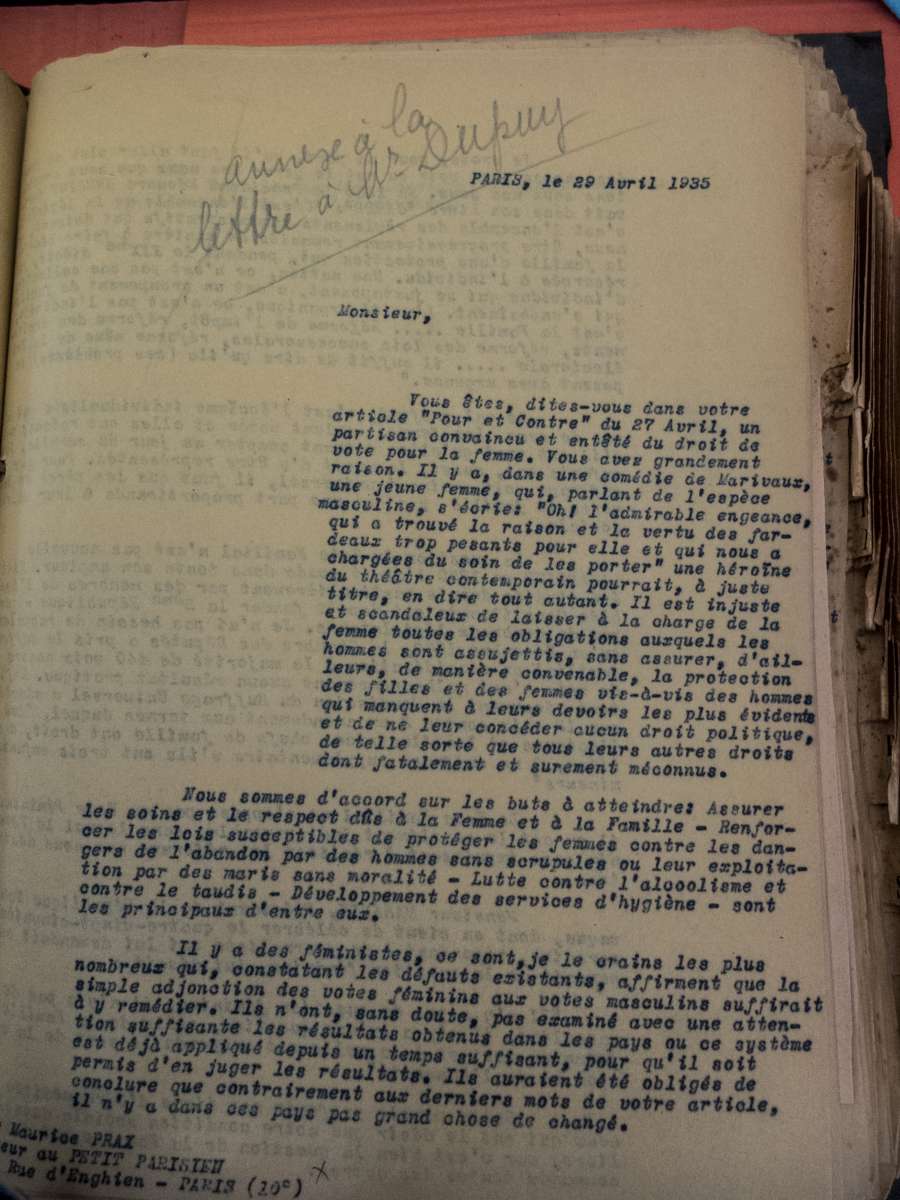 annexe à la
lettre à Mr Dupuy
PARIS, le 29 Avril 1935
Monsieur,
Vous êtes, dites-vous dans votre
article "Pour et Contre" du 27 Avril, un
partisan convaincu et entêté du droit de
vote pour la femme. Vous avez grandement
raison. Il y a, dans une comédie de Marivaux,
une jeune femme, qui, parlant de l'espèce
masculine, s'écrie: "Oh! l'admirable engeance,
qui a trouvé la raison et la vertu des far-
deaux trop pesants pour elle et qui nous a
chargées du soin de les porter" une héroïne
du théâtre contemporain pourrait, à juste
titre, en dire tout autant. Il est injuste
et scandaleux de laisser à la charge de la
femme toutes les obligations auxquels les
hommes sont assujettis, sans assurer, d'ail-
leurs, de manière convenable, la protection
des filles et des femmes vis-à-vis des hommes
qui manquent à leurs devoirs les plus évidents
et de ne leur concéder aucun droit politique,
de telle sorte que tous leurs autres droits
dont fatalement et surement méconnus.
Nous sommes d'accord sur les buts à atteindre: Assurer
les soins et le respect dûs à la Femme et à la Famille - Renfor-
cer les lois susceptibles de protéger les femmes contre les dan-
gers de l'abandon par des hommes sans scrupules ou leur exploita-
tion par des maris sans moralité - Lutte contre l'alcoolisme et
contre le taudis - Développement des services d'hygiène - sont
les principaux d'entre eux.
Il y a des féministes, ce sont,je le crains les plus
nombreux qui, constatant les défauts existants, affirment que la
simple adjonction des votes féminins aux votes masculins suffirait
à y remédier. Ils n'ont, sans doute, pas examiné avec une atten-
tion suffisante les résultats obtenus dans les pays ou ce système
est déjà appliqué depuis un temps suffisant, pour qu'il soit
permis d'en juger les résultats. Ils auraient été obligés de
conclure que contrairement aux derniers mots de votre article,
il n'y a dans ces pays pas grand chose de changé.
Maurice PRAX
eur au PETIT PARISIEN
Rue d'Enghien - PARIS (10°)